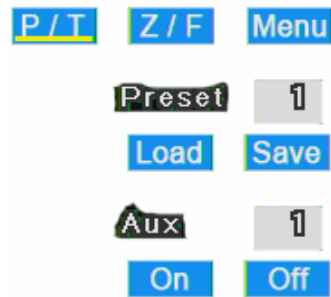 P / T Z / F Menu
Preset 1
Load Save
Aux 1
On Off